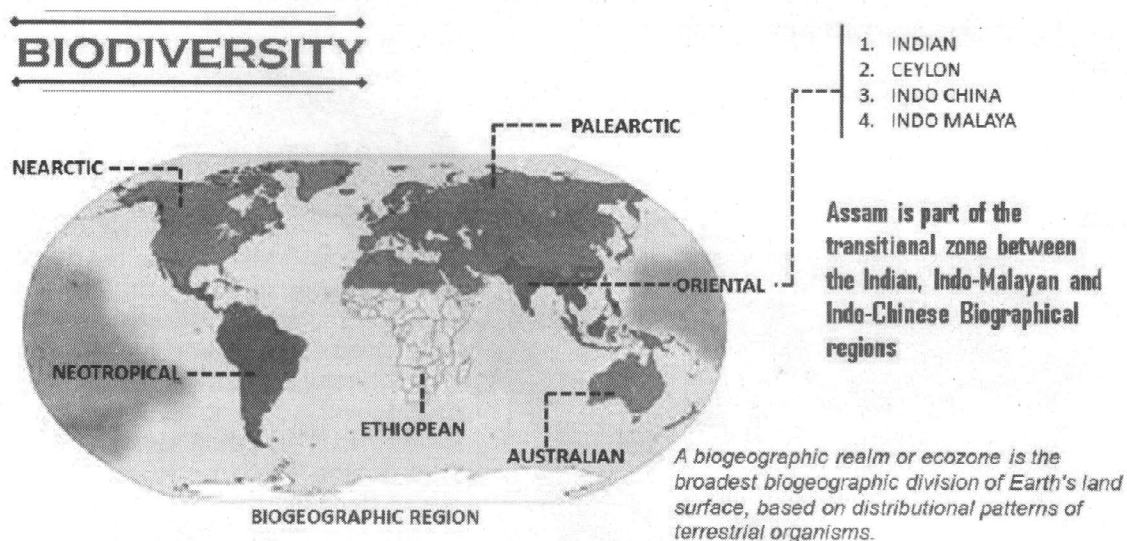 BIODIVERSITY
1. INDIAN
2. CEYLON
3. INDO CHINA
4. INDO MALAYA
PALEARCTIC
NEARCTIC
Assam is part of the
transitional zone between
the Indian, Indo-Malayan and
Indo-Chinese Biographical
regions
ORIENTAL
NEOTROPICAL
ETHIOPEAN
AUSTRALIAN
A biogeographic realm or ecozone is the
broadest biogeographic division of Earth's land
surface, based on distributional patterns of
terrestrial organisms.
BIOGEOGRAPHIC REGION